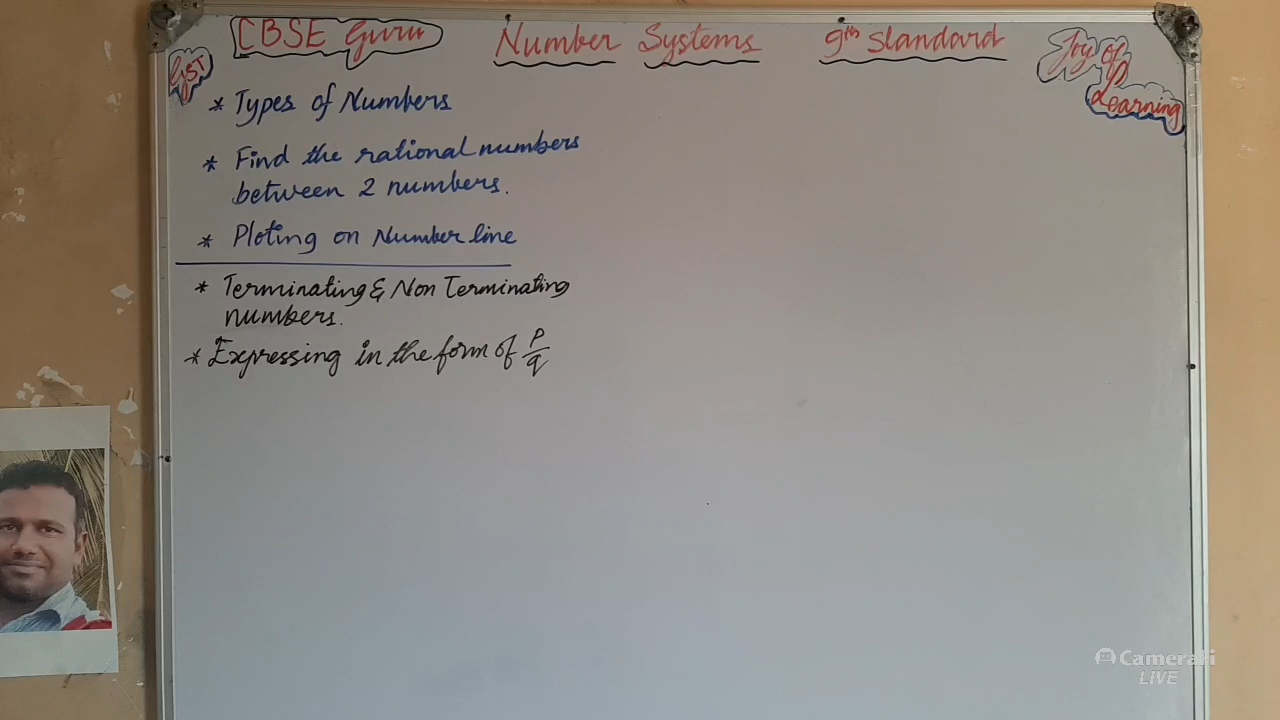 CBSE Guru Number Systems 9th Standard
GST
Joy of
Learning
* Types of Numbers
* Find the rational numbers
between 2 numbers.
* Ploting on Number line
* Terminating & Non Terminating
numbers.
* Expressing in the form of p/q
CameraFi
LIVE